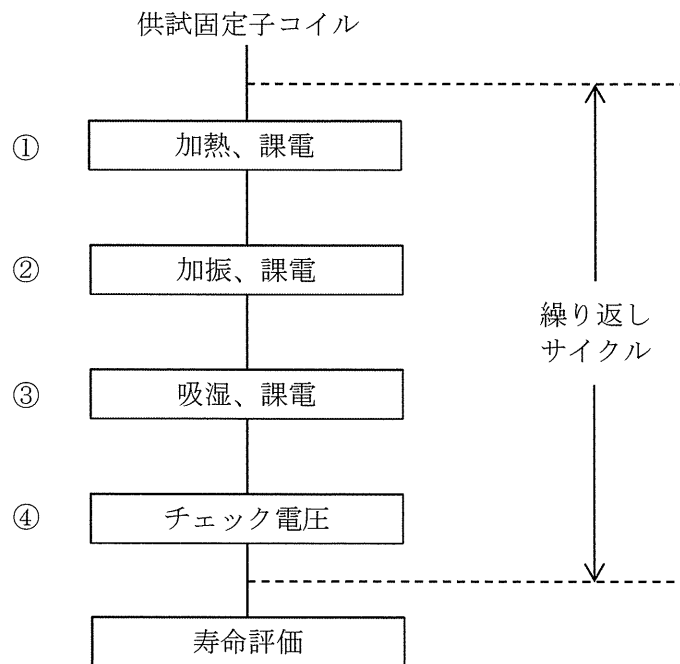 供試固定子コイル
① 加熱、課電
② 加振、課電
繰り返し
サイクル
③ 吸湿、課電
④ チェック電圧
寿命評価